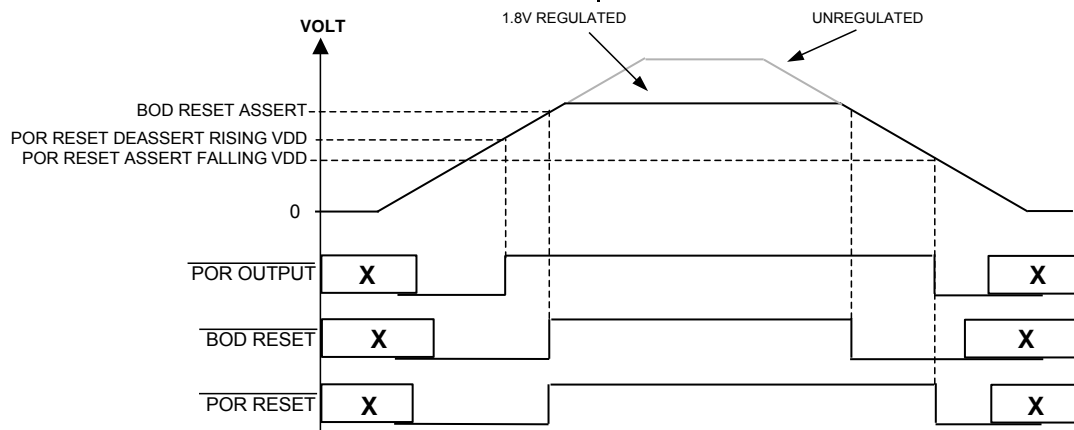 1.8V REGULATED
UNREGULATED
VOLT
BOD RESET ASSERT
POR RESET DEASSERT RISING VDD
POR RESET ASSERT FALLING VDD
0
POR OUTPUT
X
X
BOD RESET
X
X
POR RESET
X
X